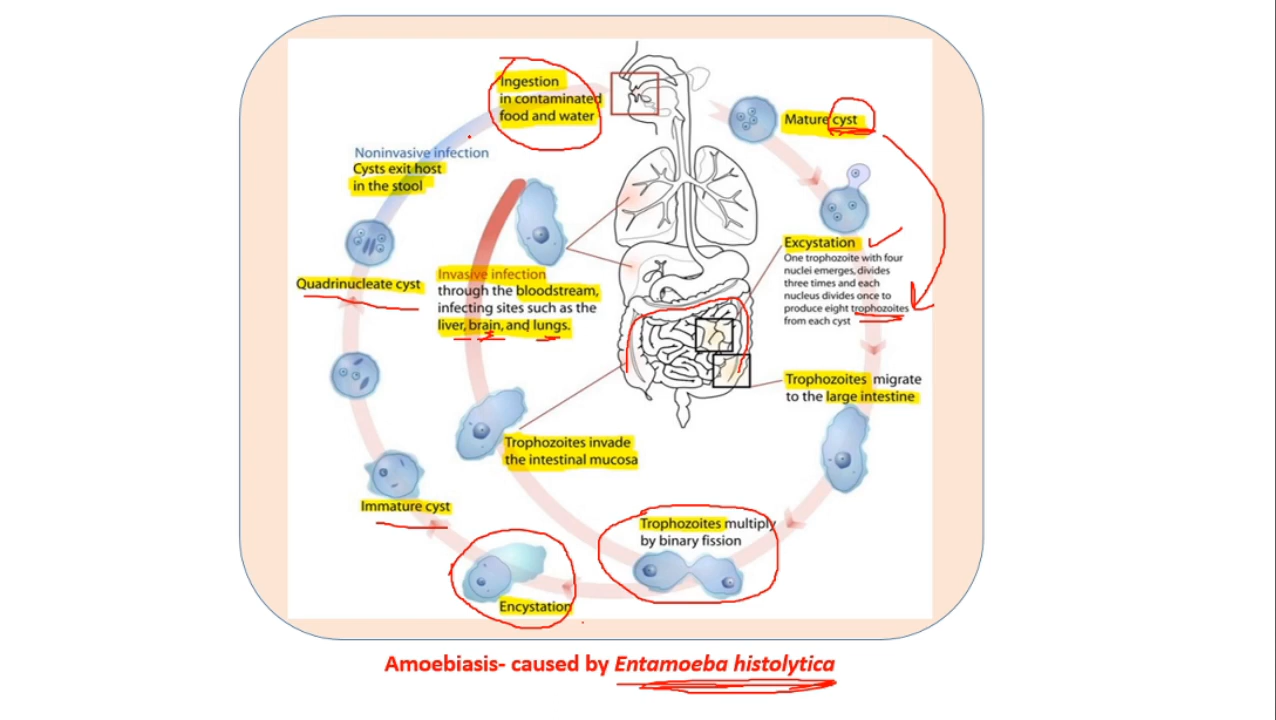 Ingestion
in contaminated
food and water
Mature cyst
Noninvasive infection
Cysts exit host
in the stool
Excystation
One trophozoite with four
nuclei emerges, divides
three times and each
nucleus divides once to
produce eight trophozoites
from each cyst
Quadrinucleate cyst
Invasive infection
through the bloodstream,
infecting sites such as the
liver, brain, and lungs.
Trophozoites migrate
to the large intestine
Trophozoites invade
the intestinal mucosa
Immature cyst
Trophozoites multiply
by binary fission
Encystation
Amoebiasis- caused by Entamoeba histolytica